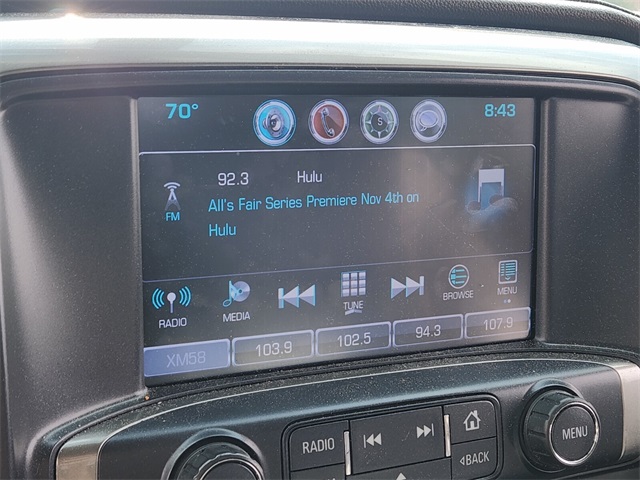 70° S 8:43
92.3 Hulu
FM
All's Fair Series Premiere Nov 4th on
Hulu
RADIO MEDIA TUNE BROWSE MENU
XM58 103.9 102.5 94.3 107.9
RADIO MENU
BACK